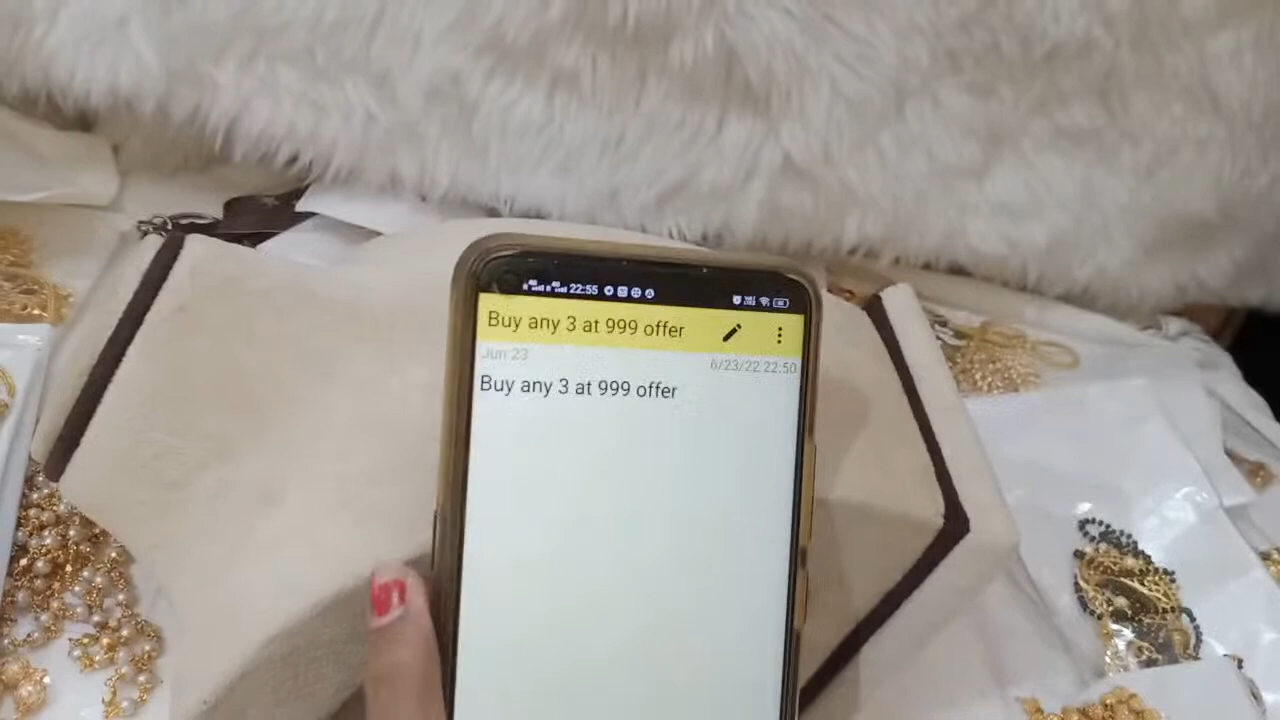 22:55
Buy any 3 at 999 offer
Jun 23
6/23/22 22:50
Buy any 3 at 999 offer